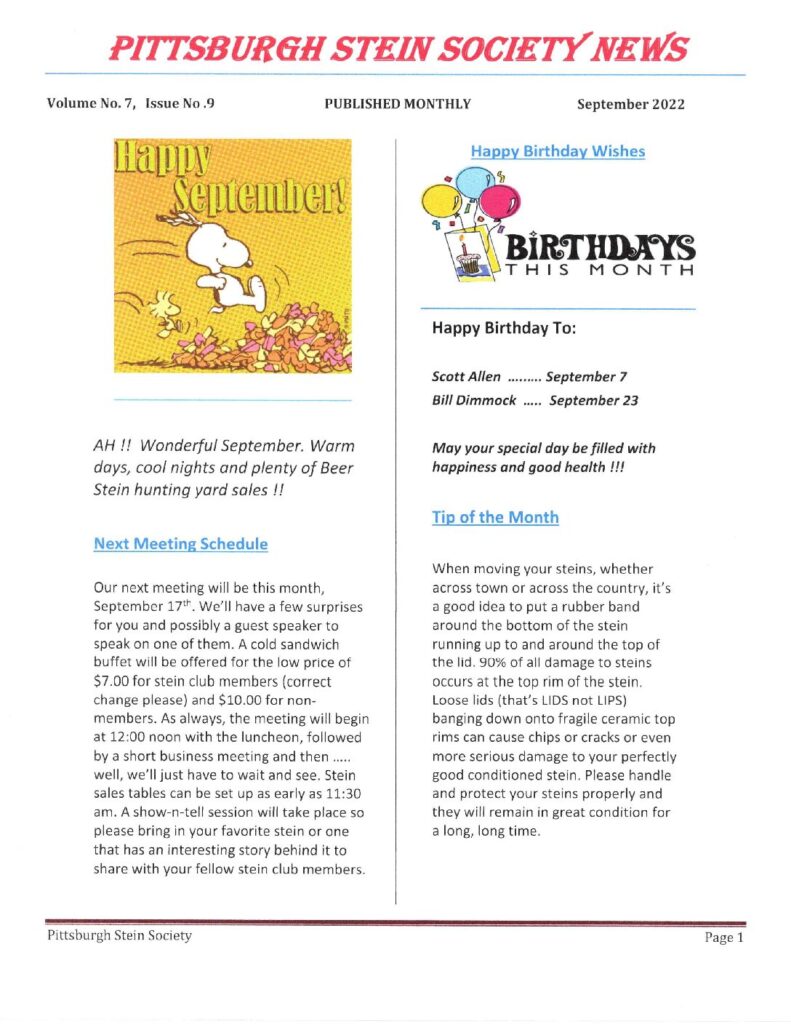 PITTSBURGH STEIN SOCIETY NEWS
Volume No. 7,   Issue No .9
PUBLISHED MONTHLY
September 2022
Happy
September!
AH !!  Wonderful September. Warm
days, cool nights and plenty of Beer
Stein hunting yard sales !!
Next Meeting Schedule
Our next meeting will be this month,
September 17th. We'll have a few surprises
for you and possibly a guest speaker to
speak on one of them. A cold sandwich
buffet will be offered for the low price of
$7.00 for stein club members (correct
change please) and $10.00 for non-
members. As always, the meeting will begin
at 12:00 noon with the luncheon, followed
by a short business meeting and then .....
well, we'll just have to wait and see. Stein
sales tables can be set up as early as 11:30
am. A show-n-tell session will take place so
please bring in your favorite stein or one
that has an interesting story behind it to
share with your fellow stein club members.
Happy Birthday Wishes
BIRTHDAYS
THIS MONTH
Happy Birthday To:
Scott Allen  ......... September 7
Bill Dimmock  .....  September 23
May your special day be filled with
happiness and good health !!!
Tip of the Month
When moving your steins, whether
across town or across the country, it's
a good idea to put a rubber band
around the bottom of the stein
running up to and around the top of
the lid. 90% of all damage to steins
occurs at the top rim of the stein.
Loose lids (that's LIDS not LIPS)
banging down onto fragile ceramic top
rims can cause chips or cracks or even
more serious damage to your perfectly
good conditioned stein. Please handle
and protect your steins properly and
they will remain in great condition for
a long, long time.
Pittsburgh Stein Society
Page 1